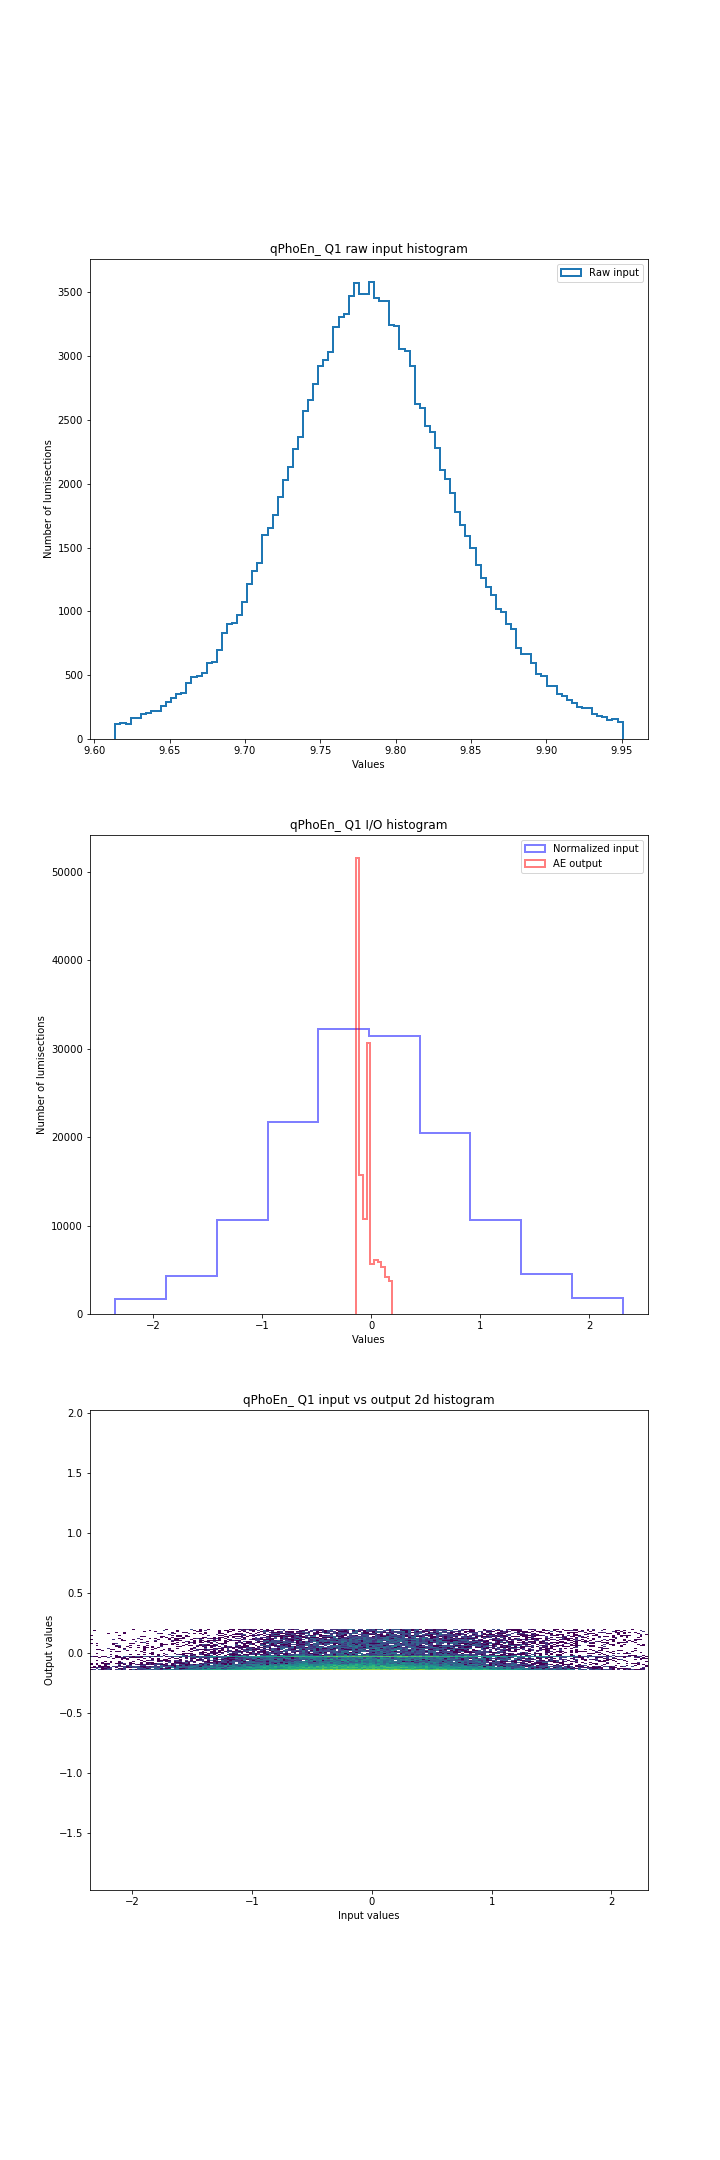 qPhoEn_ Q1 raw input histogram
Raw input
3500
3000
2500
2000
1500
1000
500
0
Number of lumisections
9.60 9.65 9.70 9.75 9.80 9.85 9.90 9.95
Values
qPhoEn_ Q1 I/O histogram
Normalized input
AE output
50000
40000
30000
20000
10000
0
Number of lumisections
−2 −1 0 1 2
Values
qPhoEn_ Q1 input vs output 2d histogram
2.0
1.5
1.0
0.5
0.0
−0.5
−1.0
−1.5
Output values
−2 −1 0 1 2
Input values